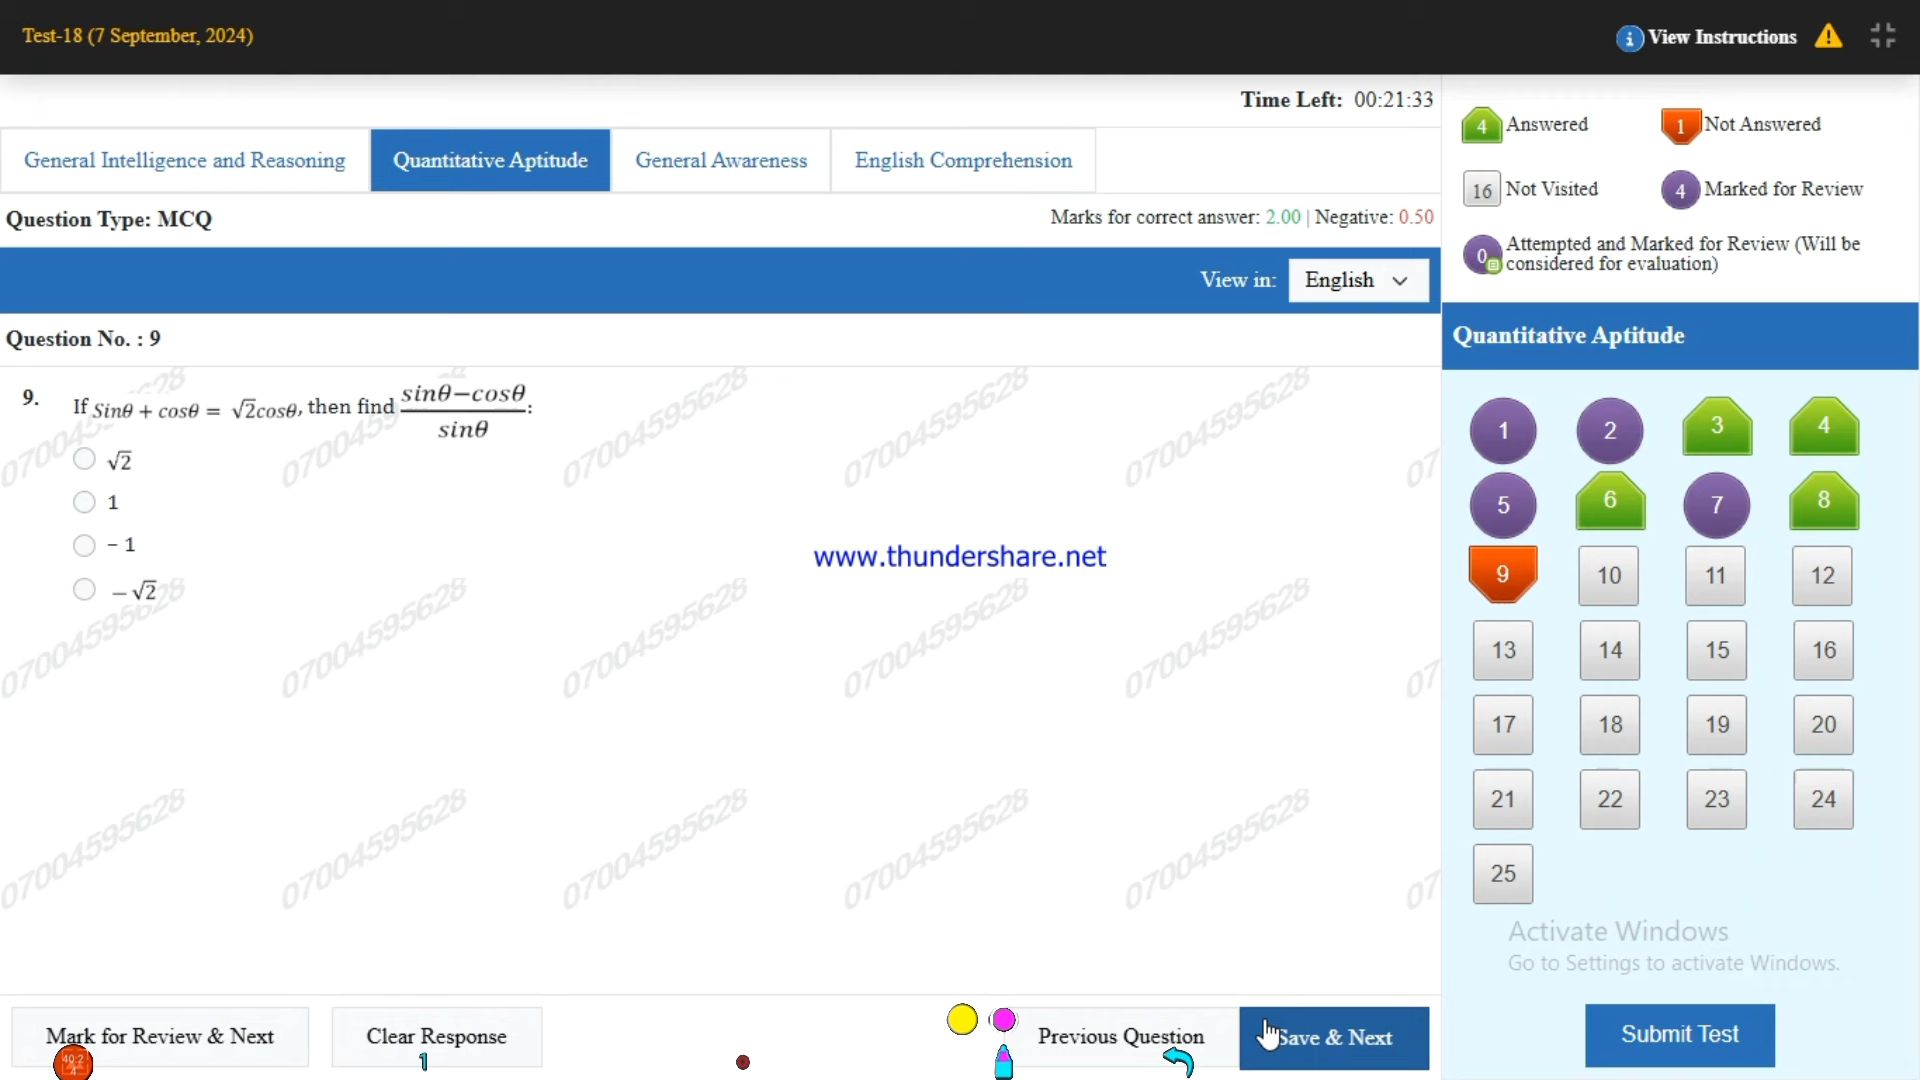 Test-18 (7 September, 2024)
i View Instructions
Time Left: 00:21:33
General Intelligence and Reasoning
Quantitative Aptitude
General Awareness
English Comprehension
Question Type: MCQ
Marks for correct answer: 2.00 | Negative: 0.50
View in: English
Question No. : 9
9. If Sinθ + cosθ = √2cosθ, then find (sinθ−cosθ)/sinθ:
√2
1
− 1
−√2
www.thundershare.net
07004595628
Mark for Review & Next
Clear Response
Previous Question
Save & Next
40:2
4
1
4 Answered
1 Not Answered
16 Not Visited
4 Marked for Review
0 Attempted and Marked for Review (Will be
considered for evaluation)
Quantitative Aptitude
1 2 3 4
5 6 7 8
9 10 11 12
13 14 15 16
17 18 19 20
21 22 23 24
25
Activate Windows
Go to Settings to activate Windows.
Submit Test